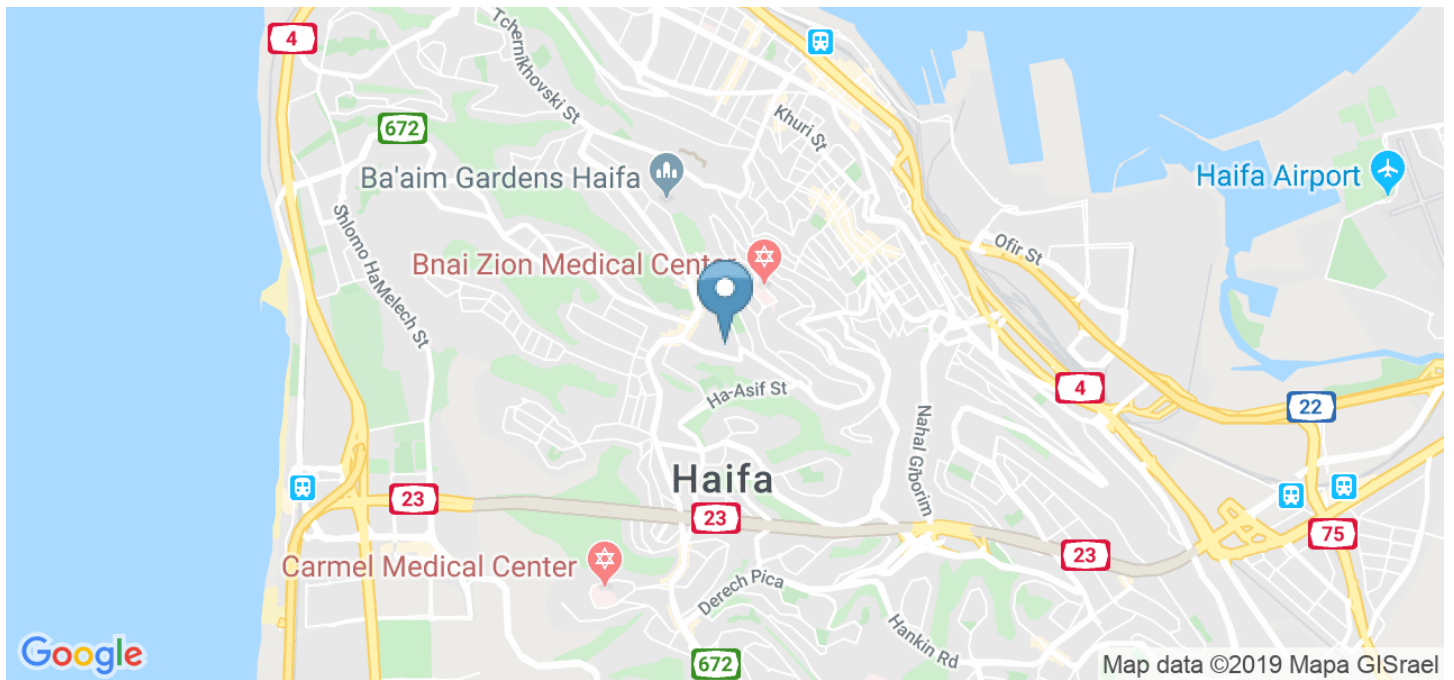 4
Tchernikhovski St
672
Khuri St
Ba'aim Gardens Haifa
Haifa Airport
Shlomo HaMelech St
Bnai Zion Medical Center
Ofir St
Ha-Asif St
4
22
Nahal Giborim
Haifa
23
23
75
23
Carmel Medical Center
Derech Pica
Hankin Rd
672
Google
Map data ©2019 Mapa GISrael